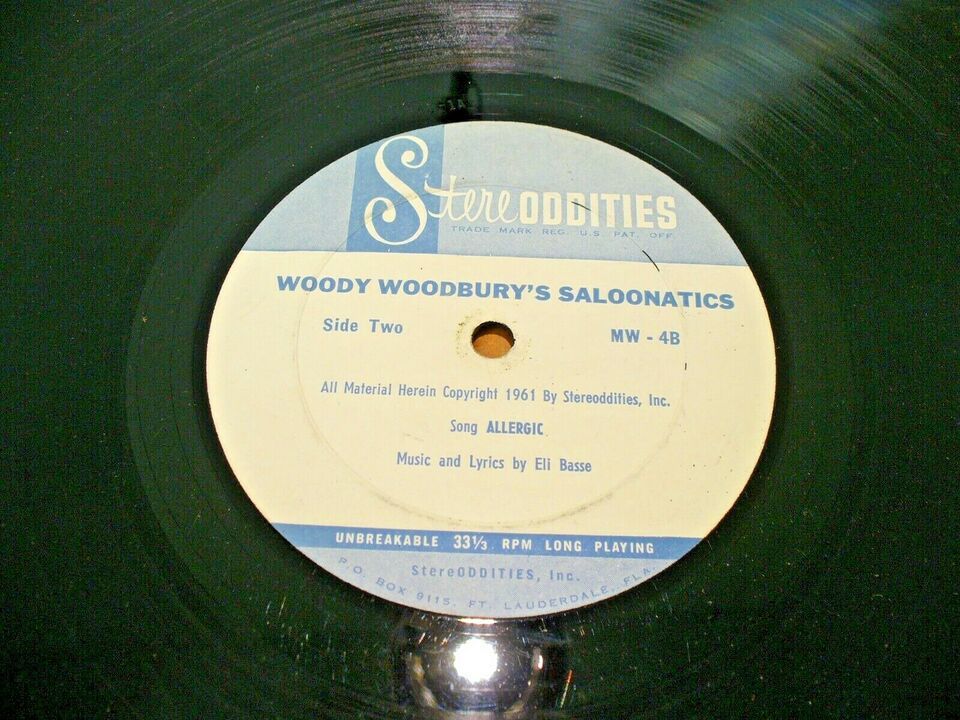 StereODDITIES
TRADE MARK REG. U.S. PAT. OFF.
WOODY WOODBURY'S SALOONATICS
Side Two MW - 4B
All Material Herein Copyright 1961 By Stereoddities, Inc.
Song ALLERGIC
Music and Lyrics by Eli Basse
UNBREAKABLE 33⅓ RPM LONG PLAYING
StereODDITIES, Inc.
P.O. BOX 9115, FT. LAUDERDALE, FLA.